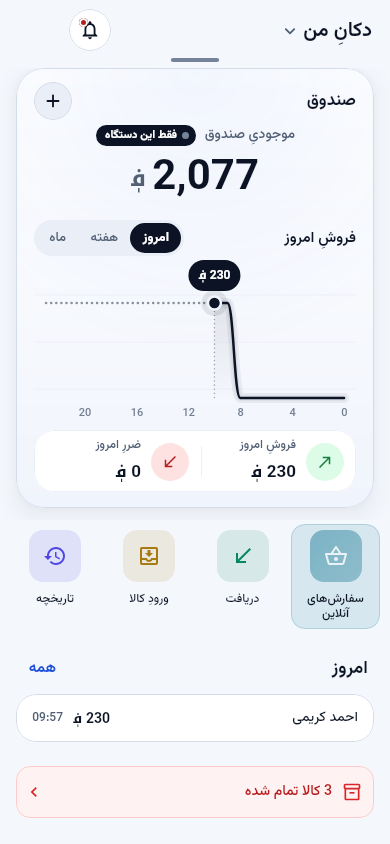 دکانِ من
صندوق
موجودیِ صندوق
فقط این دستگاه
2,077 ؋
فروشِ امروز
امروز
هفته
ماه
230 ؋
0 4 8 12 16 20
فروشِ امروز
230 ؋
ضررِ امروز
0 ؋
سفارش‌های
آنلاین
دریافت
ورودِ کالا
تاریخچه
امروز
همه
احمد کریمی
230 ؋
09:57
3 کالا تمام شده